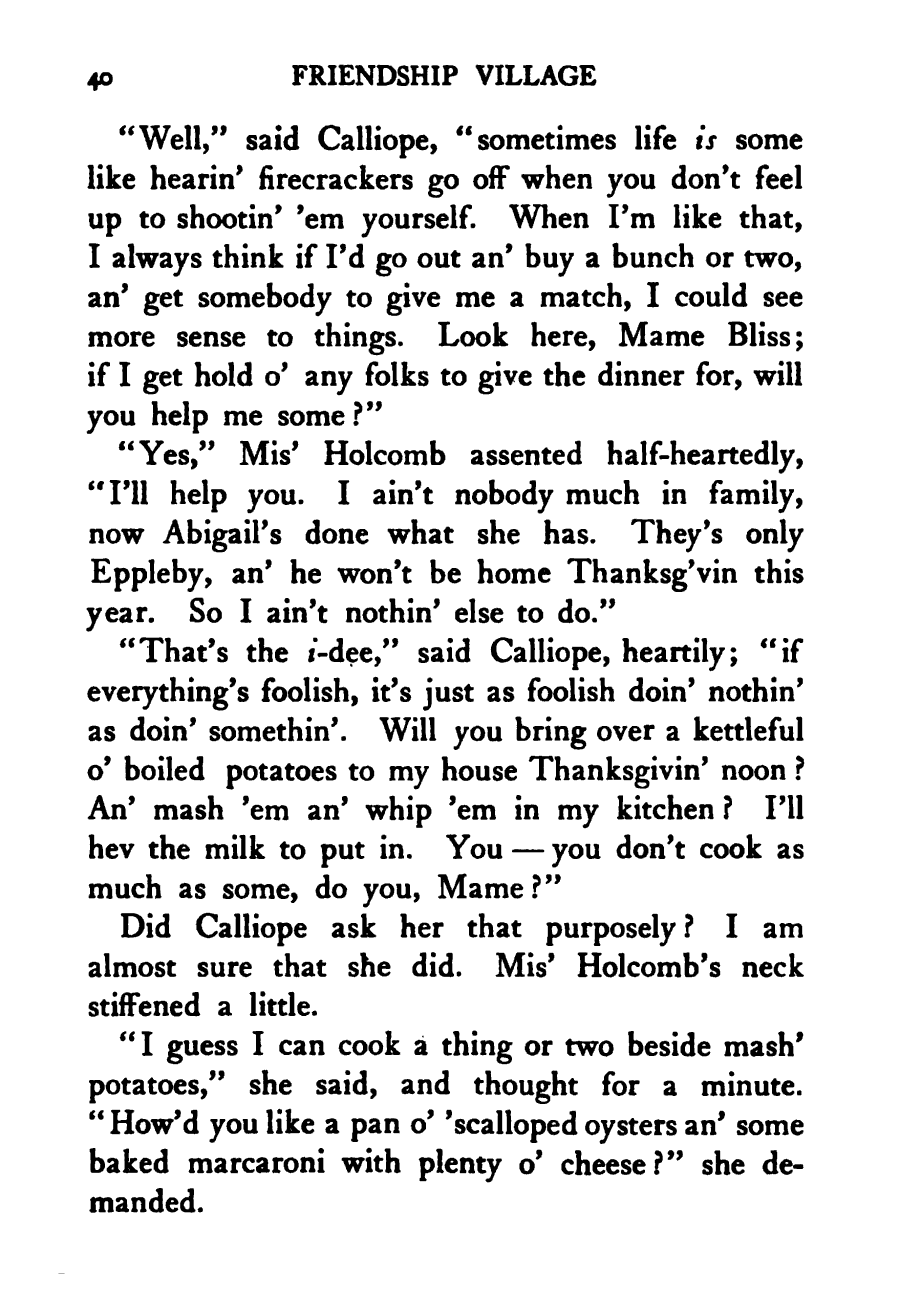 40 FRIENDSHIP VILLAGE
“Well,” said Calliope, “sometimes life is some
like hearin’ firecrackers go off when you don’t feel
up to shootin’ ’em yourself. When I’m like that,
I always think if I’d go out an’ buy a bunch or two,
an’ get somebody to give me a match, I could see
more sense to things. Look here, Mame Bliss;
if I get hold o’ any folks to give the dinner for, will
you help me some?”
“Yes,” Mis’ Holcomb assented half-heartedly,
“I’ll help you. I ain’t nobody much in family,
now Abigail’s done what she has. They’s only
Eppleby, an’ he won’t be home Thanksg’vin this
year. So I ain’t nothin’ else to do.”
“That’s the i-dee,” said Calliope, heartily; “if
everything’s foolish, it’s just as foolish doin’ nothin’
as doin’ somethin’. Will you bring over a kettleful
o’ boiled potatoes to my house Thanksgivin’ noon?
An’ mash ’em an’ whip ’em in my kitchen? I’ll
hev the milk to put in. You — you don’t cook as
much as some, do you, Mame?”
Did Calliope ask her that purposely? I am
almost sure that she did. Mis’ Holcomb’s neck
stiffened a little.
“I guess I can cook a thing or two beside mash’
potatoes,” she said, and thought for a minute.
“How’d you like a pan o’ ’scalloped oysters an’ some
baked marcaroni with plenty o’ cheese?” she de-
manded.